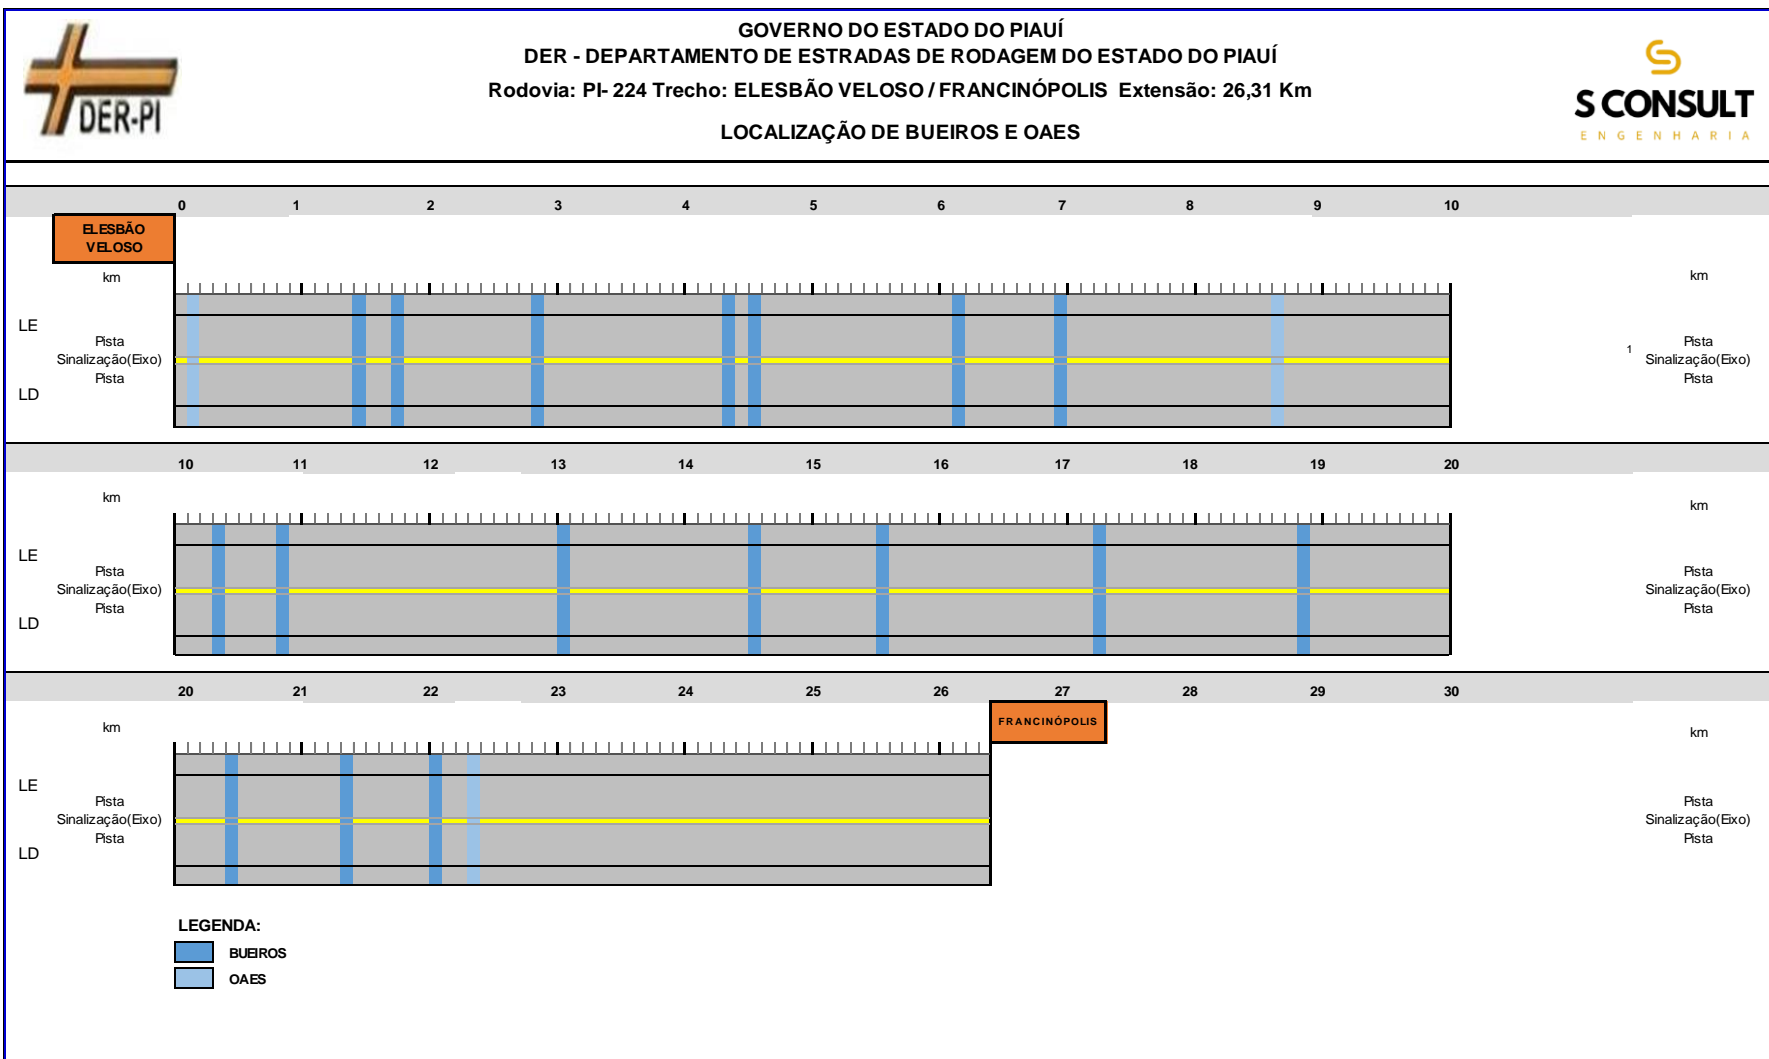 GOVERNO DO ESTADO DO PIAUÍ
DER - DEPARTAMENTO DE ESTRADAS DE RODAGEM DO ESTADO DO PIAUÍ
Rodovia: PI- 224 Trecho: ELESBÃO VELOSO / FRANCINÓPOLIS Extensão: 26,31 Km
LOCALIZAÇÃO DE BUEIROS E OAES
DER-PI
S CONSULT
ENGENHARIA
0 1 2 3 4 5 6 7 8 9 10
ELESBÃO
VELOSO
km km
LE
Pista Pista
Sinalização(Eixo) 1 Sinalização(Eixo)
Pista Pista
LD
10 11 12 13 14 15 16 17 18 19 20
km km
LE
Pista Pista
Sinalização(Eixo) Sinalização(Eixo)
Pista Pista
LD
20 21 22 23 24 25 26 27 28 29 30
FRANCINÓPOLIS
km km
LE
Pista Pista
Sinalização(Eixo) Sinalização(Eixo)
Pista Pista
LD
LEGENDA:
BUEIROS
OAES